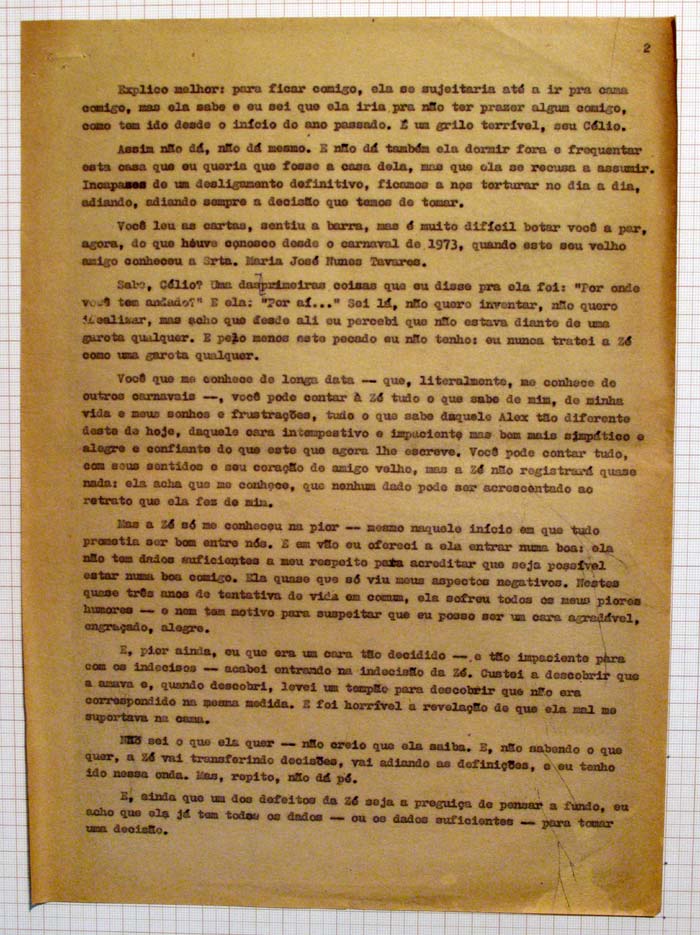 2
Explico melhor: para ficar comigo, ela se sujeitaria até a ir pra cama
comigo, mas ela sabe e eu sei que ela iria pra não ter prazer algum comigo,
como tem ido desde o início do ano passado. É um grilo terrível, seu Célio.
Assim não dá, não dá mesmo. E não dá também ela dormir fora e frequentar
esta casa que eu queria que fosse a casa dela, mas que ela se recusa a assumir.
Incapases de um desligamento definitivo, ficamos a nos torturar no dia a dia,
adiando, adiando sempre a decisão que temos de tomar.
Você leu as cartas, sentiu a barra, mas é muito difícil botar você a par,
agora, do que houve conosco desde o carnaval de 1973, quando este seu velho
amigo conheceu a Srta. Maria José Nunes Tavares.
Sabe, Célio? Uma das primeiras coisas que eu disse pra ela foi: "Por onde
você tem andado?" E ela: "Por aí..." Sei lá, não quero inventar, não quero
idealizar, mas acho que desde ali eu percebi que não estava diante de uma
garota qualquer. E pelo menos este pecado eu não tenho: eu nunca tratei a Zé
como uma garota qualquer.
Você que me conhece de longa data — que, literalmente, me conhece de
outros carnavais —, você pode contar à Zé tudo o que sabe de mim, de minha
vida e meus sonhos e frustrações, tudo o que sabe daquele Alex tão diferente
deste de hoje, daquele cara intempestivo e impaciente mas bem mais simpático e
alegre e confiante do que este que agora lhe escreve. Você pode contar tudo,
com seus sentidos e seu coração de amigo velho, mas a Zé não registrará quase
nada: ela acha que me conhece, que nenhum dado pode ser acrescentado ao
retrato que ela fez de mim.
Mas a Zé só me conheceu na pior — mesmo naquele início em que tudo
prometia ser bom entre nós. E em vão eu ofereci a ela entrar numa boa: ela
não tem dados suficientes a meu respeito para acreditar que seja possível
estar numa boa comigo. Ela quase que só viu meus aspectos negativos. Nestes
quase três anos de tentativa de vida em comum, ela sofreu todos os meus piores
humores — e nem tem motivo para suspeitar que eu posso ser um cara agradável,
engraçado, alegre.
E, pior ainda, eu que era um cara tão decidido — e tão impaciente para
com os indecisos — acabei entrando na indecisão da Zé. Custei a descobrir que
a amava e, quando descobri, levei um tempão para descobrir que não era
correspondido na mesma medida. E foi horrível a revelação de que ela mal me
suportava na cama.
Não sei o que ela quer — não creio que ela saiba. E, não sabendo o que
quer, a Zé vai transferindo decisões, vai adiando as definições, e eu tenho
ido nessa onda. Mas, repito, não dá pé.
E, ainda que um dos defeitos da Zé seja a preguiça de pensar a fundo, eu
acho que ela já tem todos os dados — ou os dados suficientes — para tomar
uma decisão.